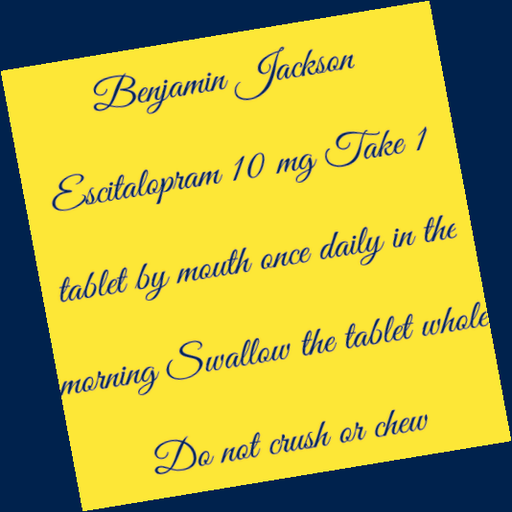 Benjamin Jackson
Escitalopram 10 mg Take 1
tablet by mouth once daily in the
morning Swallow the tablet whole
Do not crush or chew